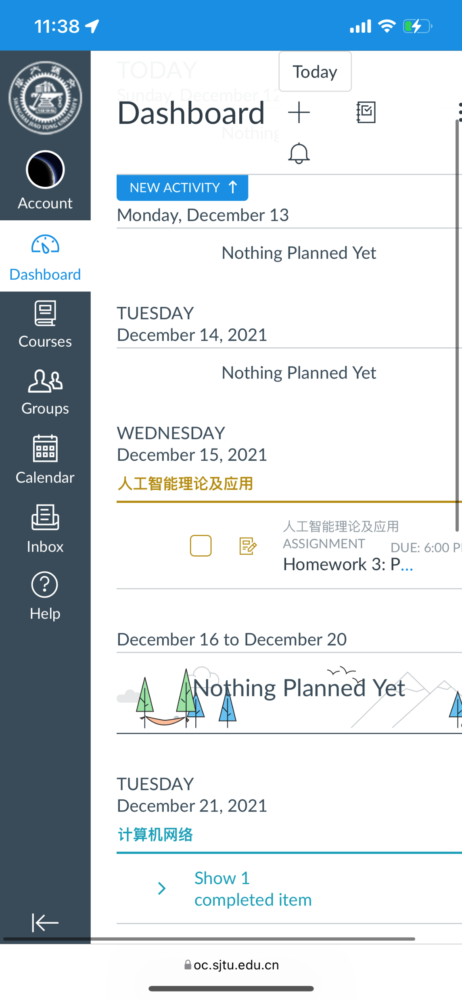 11:38
TODAY
Today
Sunday, December 12
Dashboard
Nothing
SHANGHAI JIAO TONG UNIVERSITY
Account
NEW ACTIVITY ↑
Monday, December 13
Nothing Planned Yet
Dashboard
TUESDAY
December 14, 2021
Courses
Nothing Planned Yet
Groups
WEDNESDAY
December 15, 2021
Calendar
人工智能理论及应用
人工智能理论及应用
ASSIGNMENT
DUE: 6:00 P
Homework 3: P...
Inbox
Help
December 16 to December 20
Nothing Planned Yet
TUESDAY
December 21, 2021
计算机网络
Show 1
completed item
oc.sjtu.edu.cn